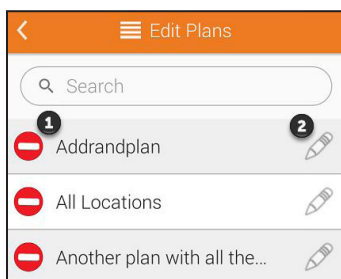 Edit Plans
Search
1
2
Addrandplan
All Locations
Another plan with all the...